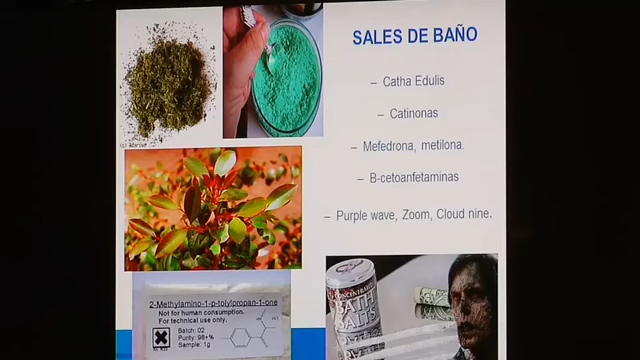 SALES DE BAÑO
– Catha Edulis
– Catinonas
– Mefedrona, metilona.
– B-cetoanfetaminas
– Purple wave, Zoom, Cloud nine.
2-Methylamino-1-p-tolylpropan-1-one
Not for human consumption.
For technical use only.
Batch: 02
Purity: 98+%
Sample: 1g
CONCENTRATED
BATH
SALTS